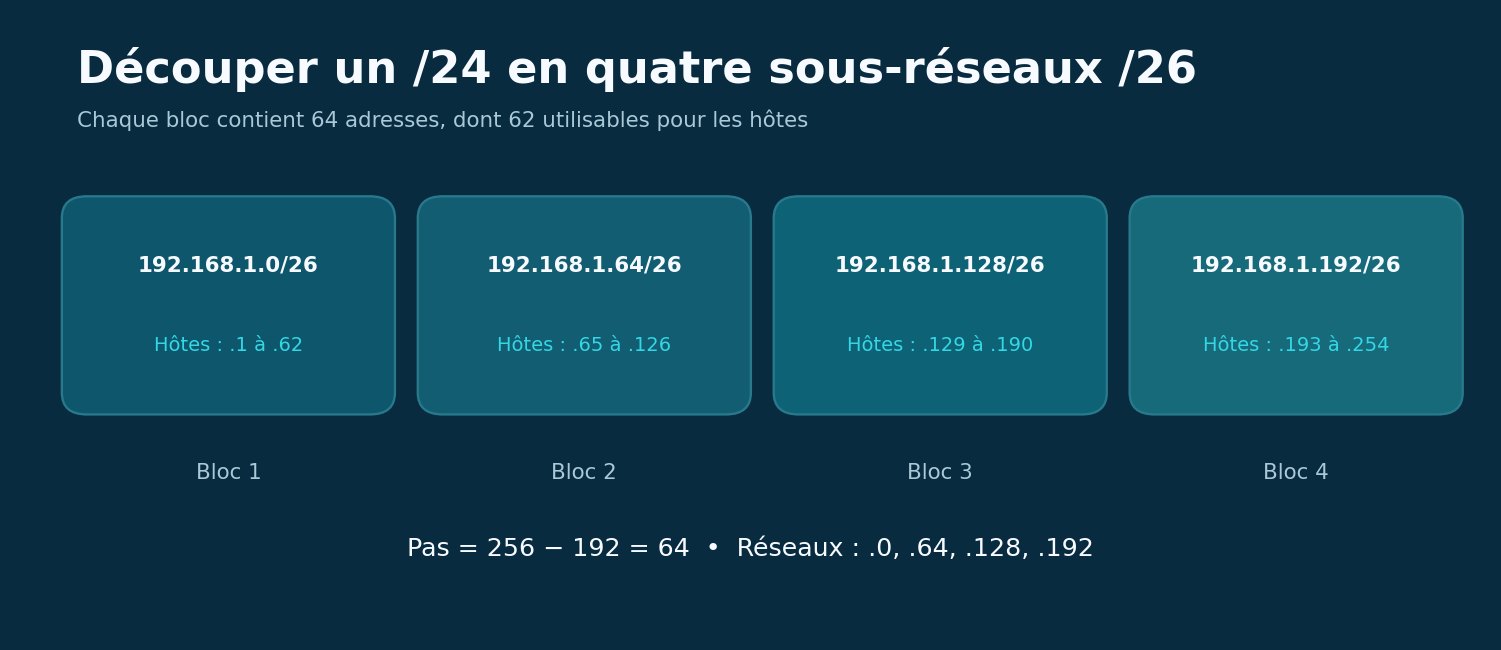 Découper un /24 en quatre sous-réseaux /26
Chaque bloc contient 64 adresses, dont 62 utilisables pour les hôtes
192.168.1.0/26
Hôtes : .1 à .62
Bloc 1
192.168.1.64/26
Hôtes : .65 à .126
Bloc 2
192.168.1.128/26
Hôtes : .129 à .190
Bloc 3
192.168.1.192/26
Hôtes : .193 à .254
Bloc 4
Pas = 256 − 192 = 64 • Réseaux : .0, .64, .128, .192